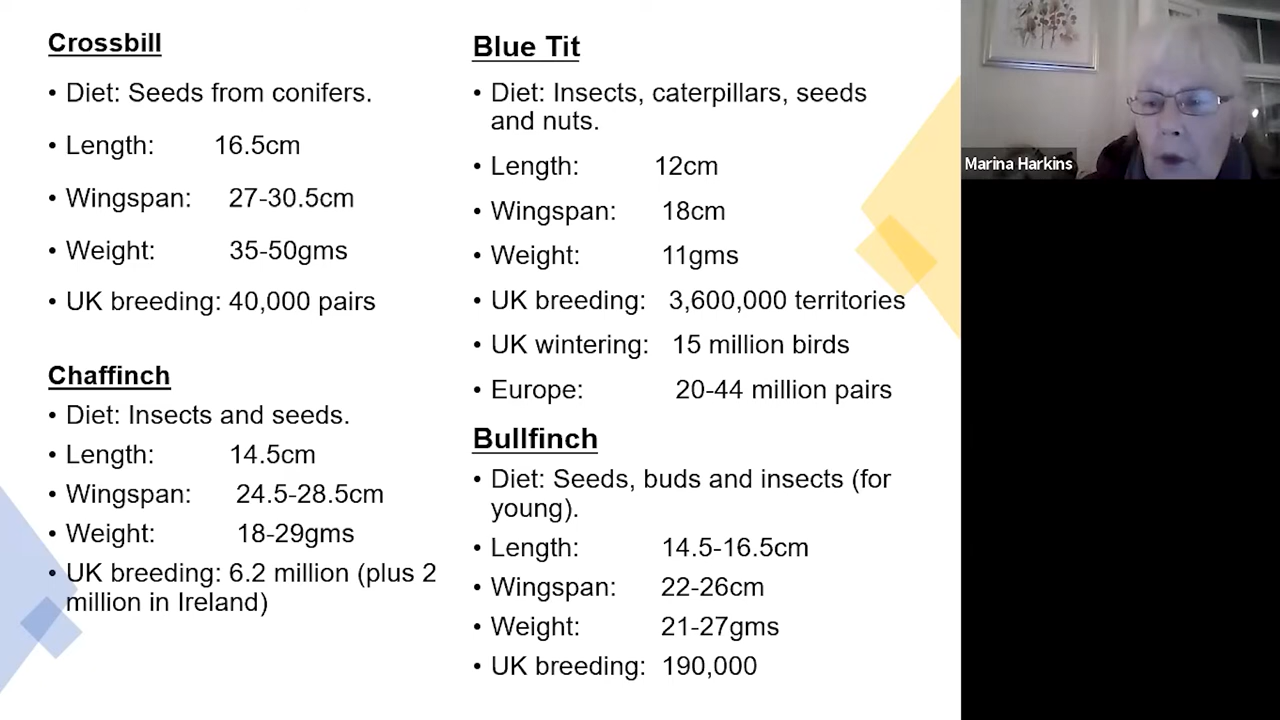 Crossbill
• Diet: Seeds from conifers.
• Length: 16.5cm
• Wingspan: 27-30.5cm
• Weight: 35-50gms
• UK breeding: 40,000 pairs
Chaffinch
• Diet: Insects and seeds.
• Length: 14.5cm
• Wingspan: 24.5-28.5cm
• Weight: 18-29gms
• UK breeding: 6.2 million (plus 2
million in Ireland)
Blue Tit
• Diet: Insects, caterpillars, seeds
and nuts.
• Length: 12cm
• Wingspan: 18cm
• Weight: 11gms
• UK breeding: 3,600,000 territories
• UK wintering: 15 million birds
• Europe: 20-44 million pairs
Bullfinch
• Diet: Seeds, buds and insects (for
young).
• Length: 14.5-16.5cm
• Wingspan: 22-26cm
• Weight: 21-27gms
• UK breeding: 190,000
Marina Harkins